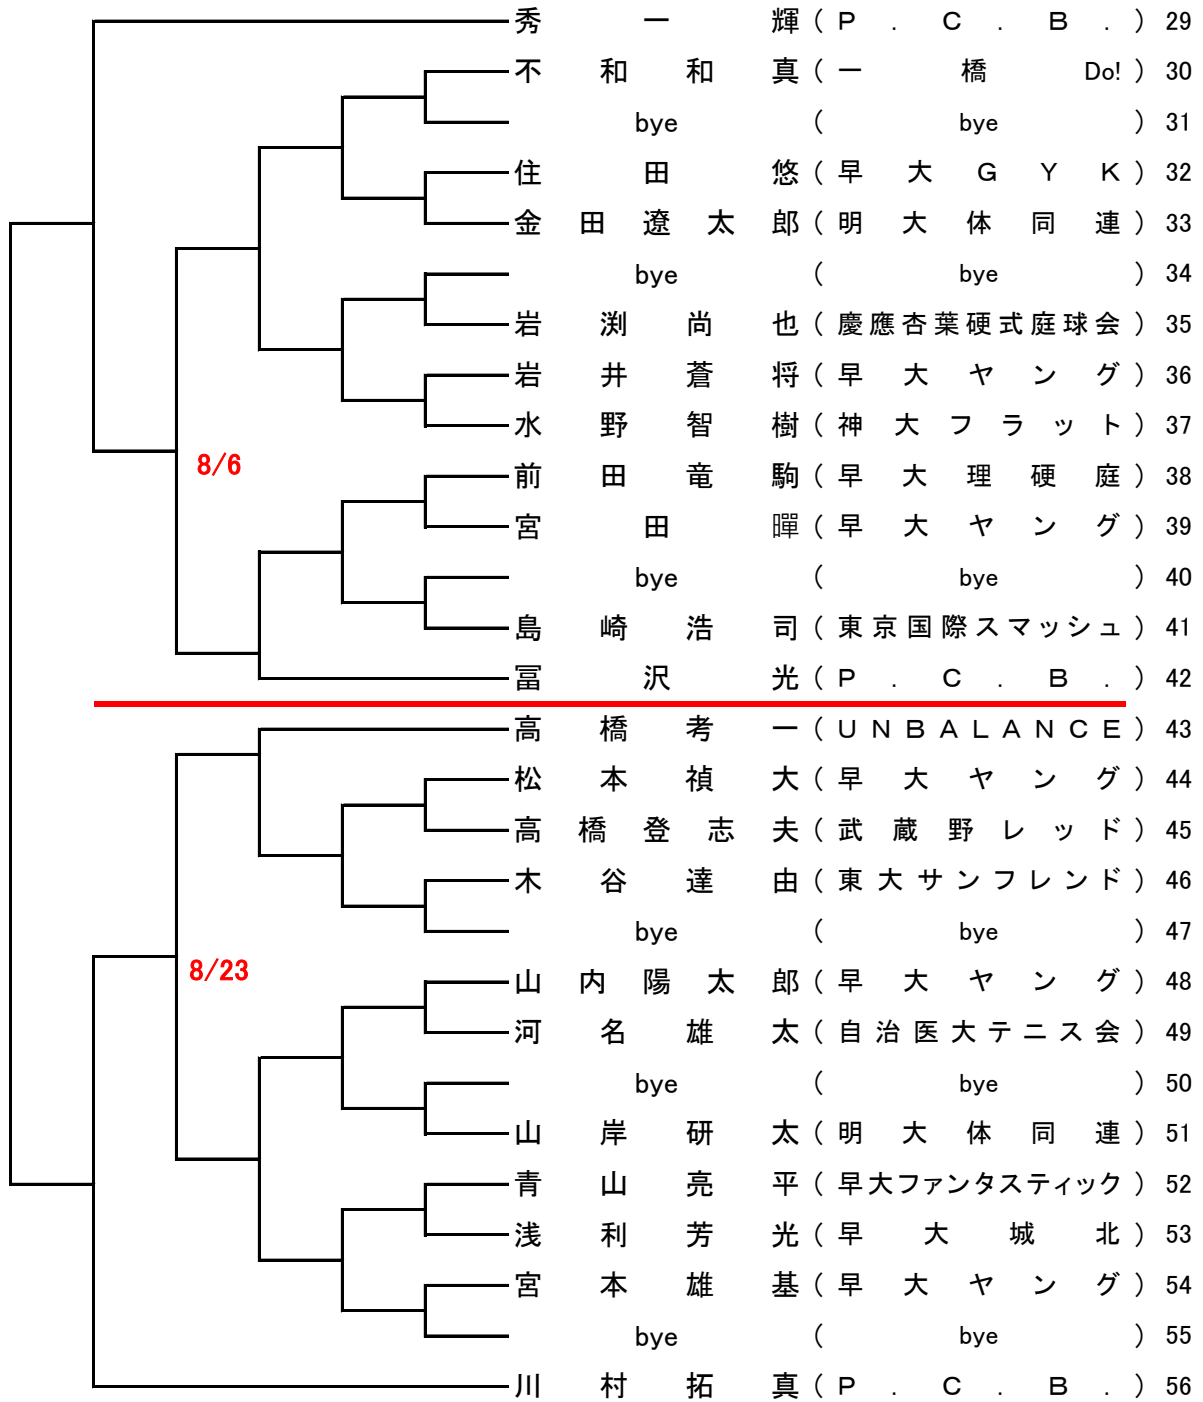 秀一輝(P.C.B.) 29
不和和真(一橋Do!) 30
bye(bye) 31
住田悠(早大GYK) 32
金田遼太郎(明大体同連) 33
bye(bye) 34
岩渕尚也(慶應杏葉硬式庭球会) 35
岩井蒼将(早大ヤング) 36
水野智樹(神大フラット) 37
8/6
前田竜駒(早大理硬庭) 38
宮田暺(早大ヤング) 39
bye(bye) 40
島崎浩司(東京国際スマッシュ) 41
冨沢光(P.C.B.) 42
高橋考一(UNBALANCE) 43
松本禎大(早大ヤング) 44
高橋登志夫(武蔵野レッド) 45
木谷達由(東大サンフレンド) 46
bye(bye) 47
8/23
山内陽太郎(早大ヤング) 48
河名雄太(自治医大テニス会) 49
bye(bye) 50
山岸研太(明大体同連) 51
青山亮平(早大ファンタスティック) 52
浅利芳光(早大城北) 53
宮本雄基(早大ヤング) 54
bye(bye) 55
川村拓真(P.C.B.) 56